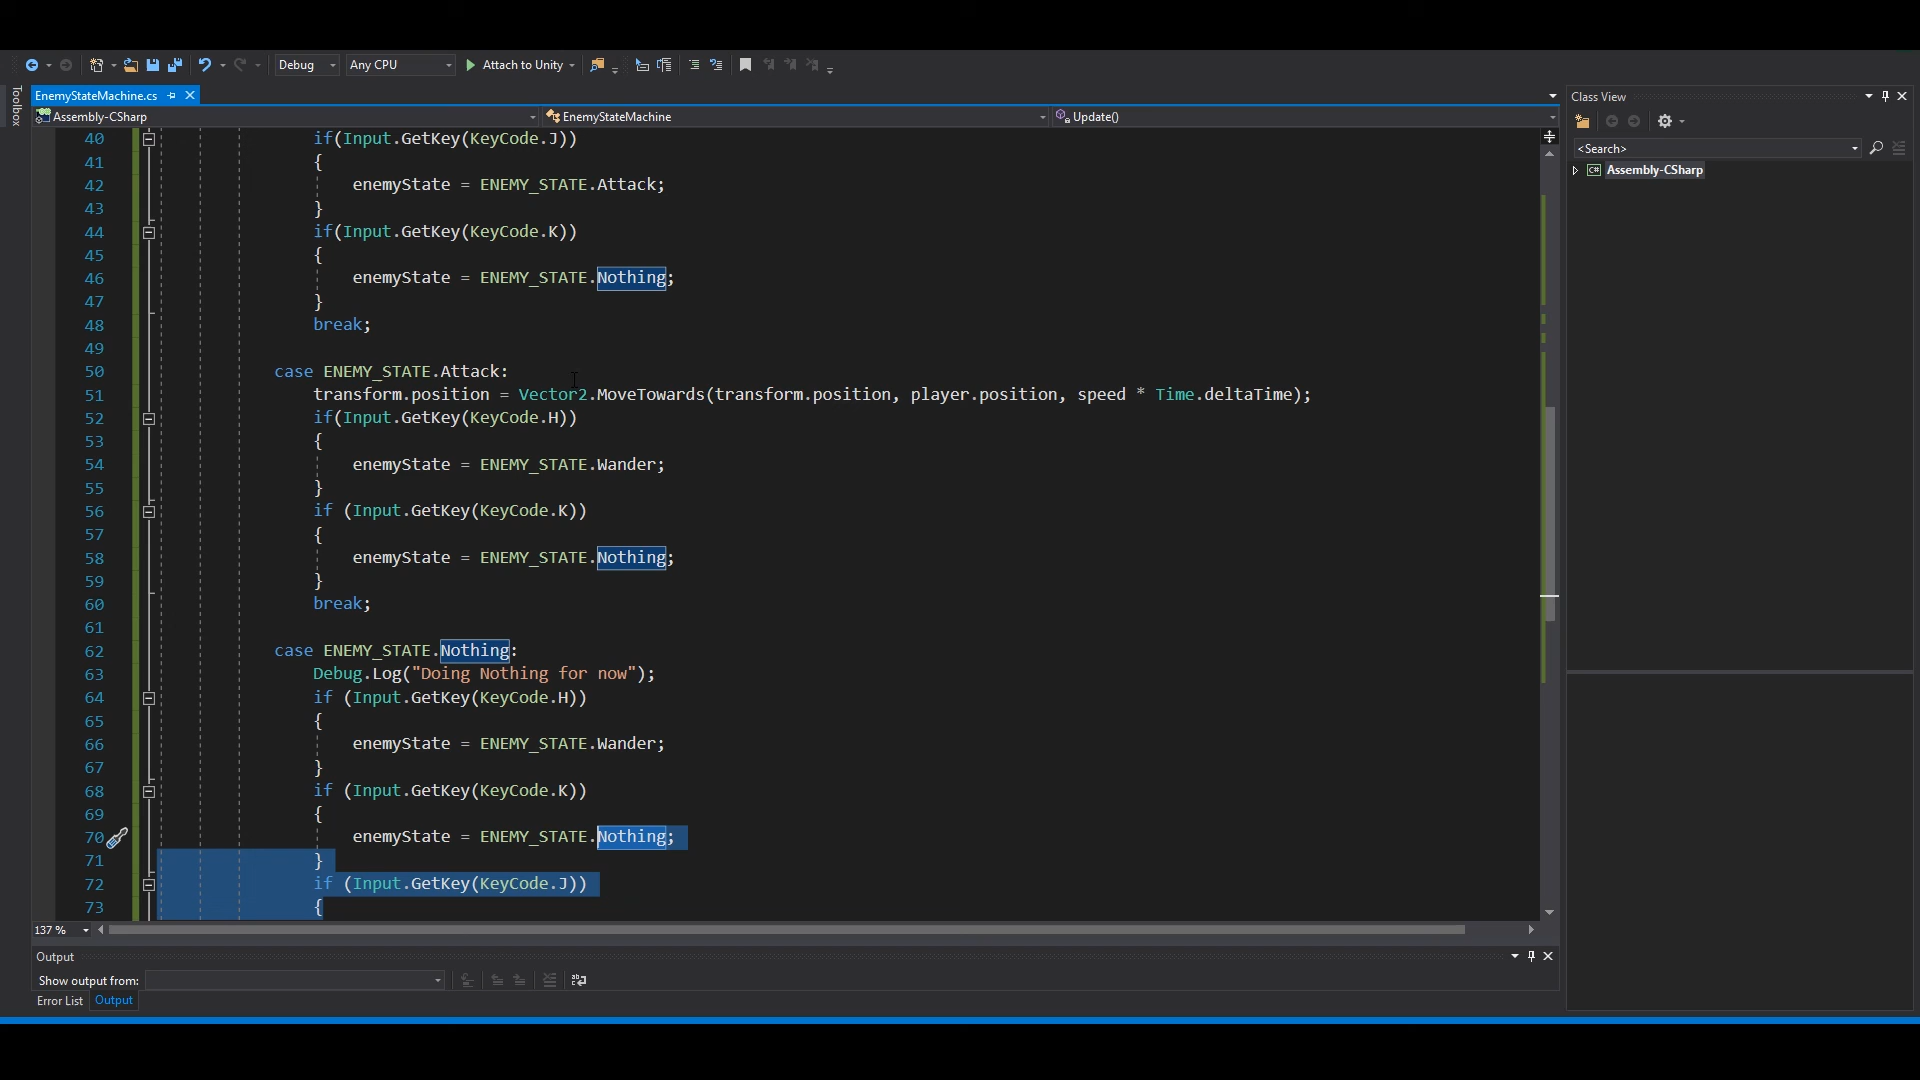 Debug Any CPU Attach to Unity
Toolbox
EnemyStateMachine.cs
Assembly-CSharp EnemyStateMachine Update()
40 if(Input.GetKey(KeyCode.J))
41 {
42 enemyState = ENEMY_STATE.Attack;
43 }
44 if(Input.GetKey(KeyCode.K))
45 {
46 enemyState = ENEMY_STATE.Nothing;
47 }
48 break;
49
50 case ENEMY_STATE.Attack:
51 transform.position = Vector2.MoveTowards(transform.position, player.position, speed * Time.deltaTime);
52 if(Input.GetKey(KeyCode.H))
53 {
54 enemyState = ENEMY_STATE.Wander;
55 }
56 if (Input.GetKey(KeyCode.K))
57 {
58 enemyState = ENEMY_STATE.Nothing;
59 }
60 break;
61
62 case ENEMY_STATE.Nothing:
63 Debug.Log("Doing Nothing for now");
64 if (Input.GetKey(KeyCode.H))
65 {
66 enemyState = ENEMY_STATE.Wander;
67 }
68 if (Input.GetKey(KeyCode.K))
69 {
70 enemyState = ENEMY_STATE.Nothing;
71 }
72 if (Input.GetKey(KeyCode.J))
73 {
137 %
Output
Show output from:
Error List Output
Class View
<Search>
C# Assembly-CSharp